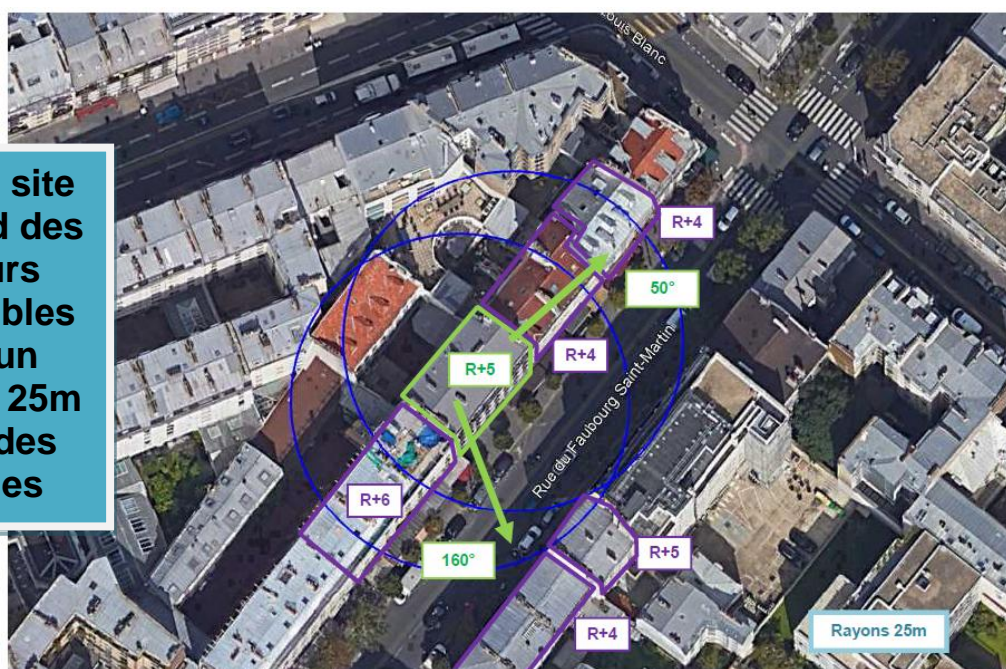 Louis Blanc
site
d des
urs
bles
un
25m
des
es
R+4
50°
R+4
R+5
Rue du Faubourg Saint-Martin
R+6
160°
R+5
R+4
Rayons 25m